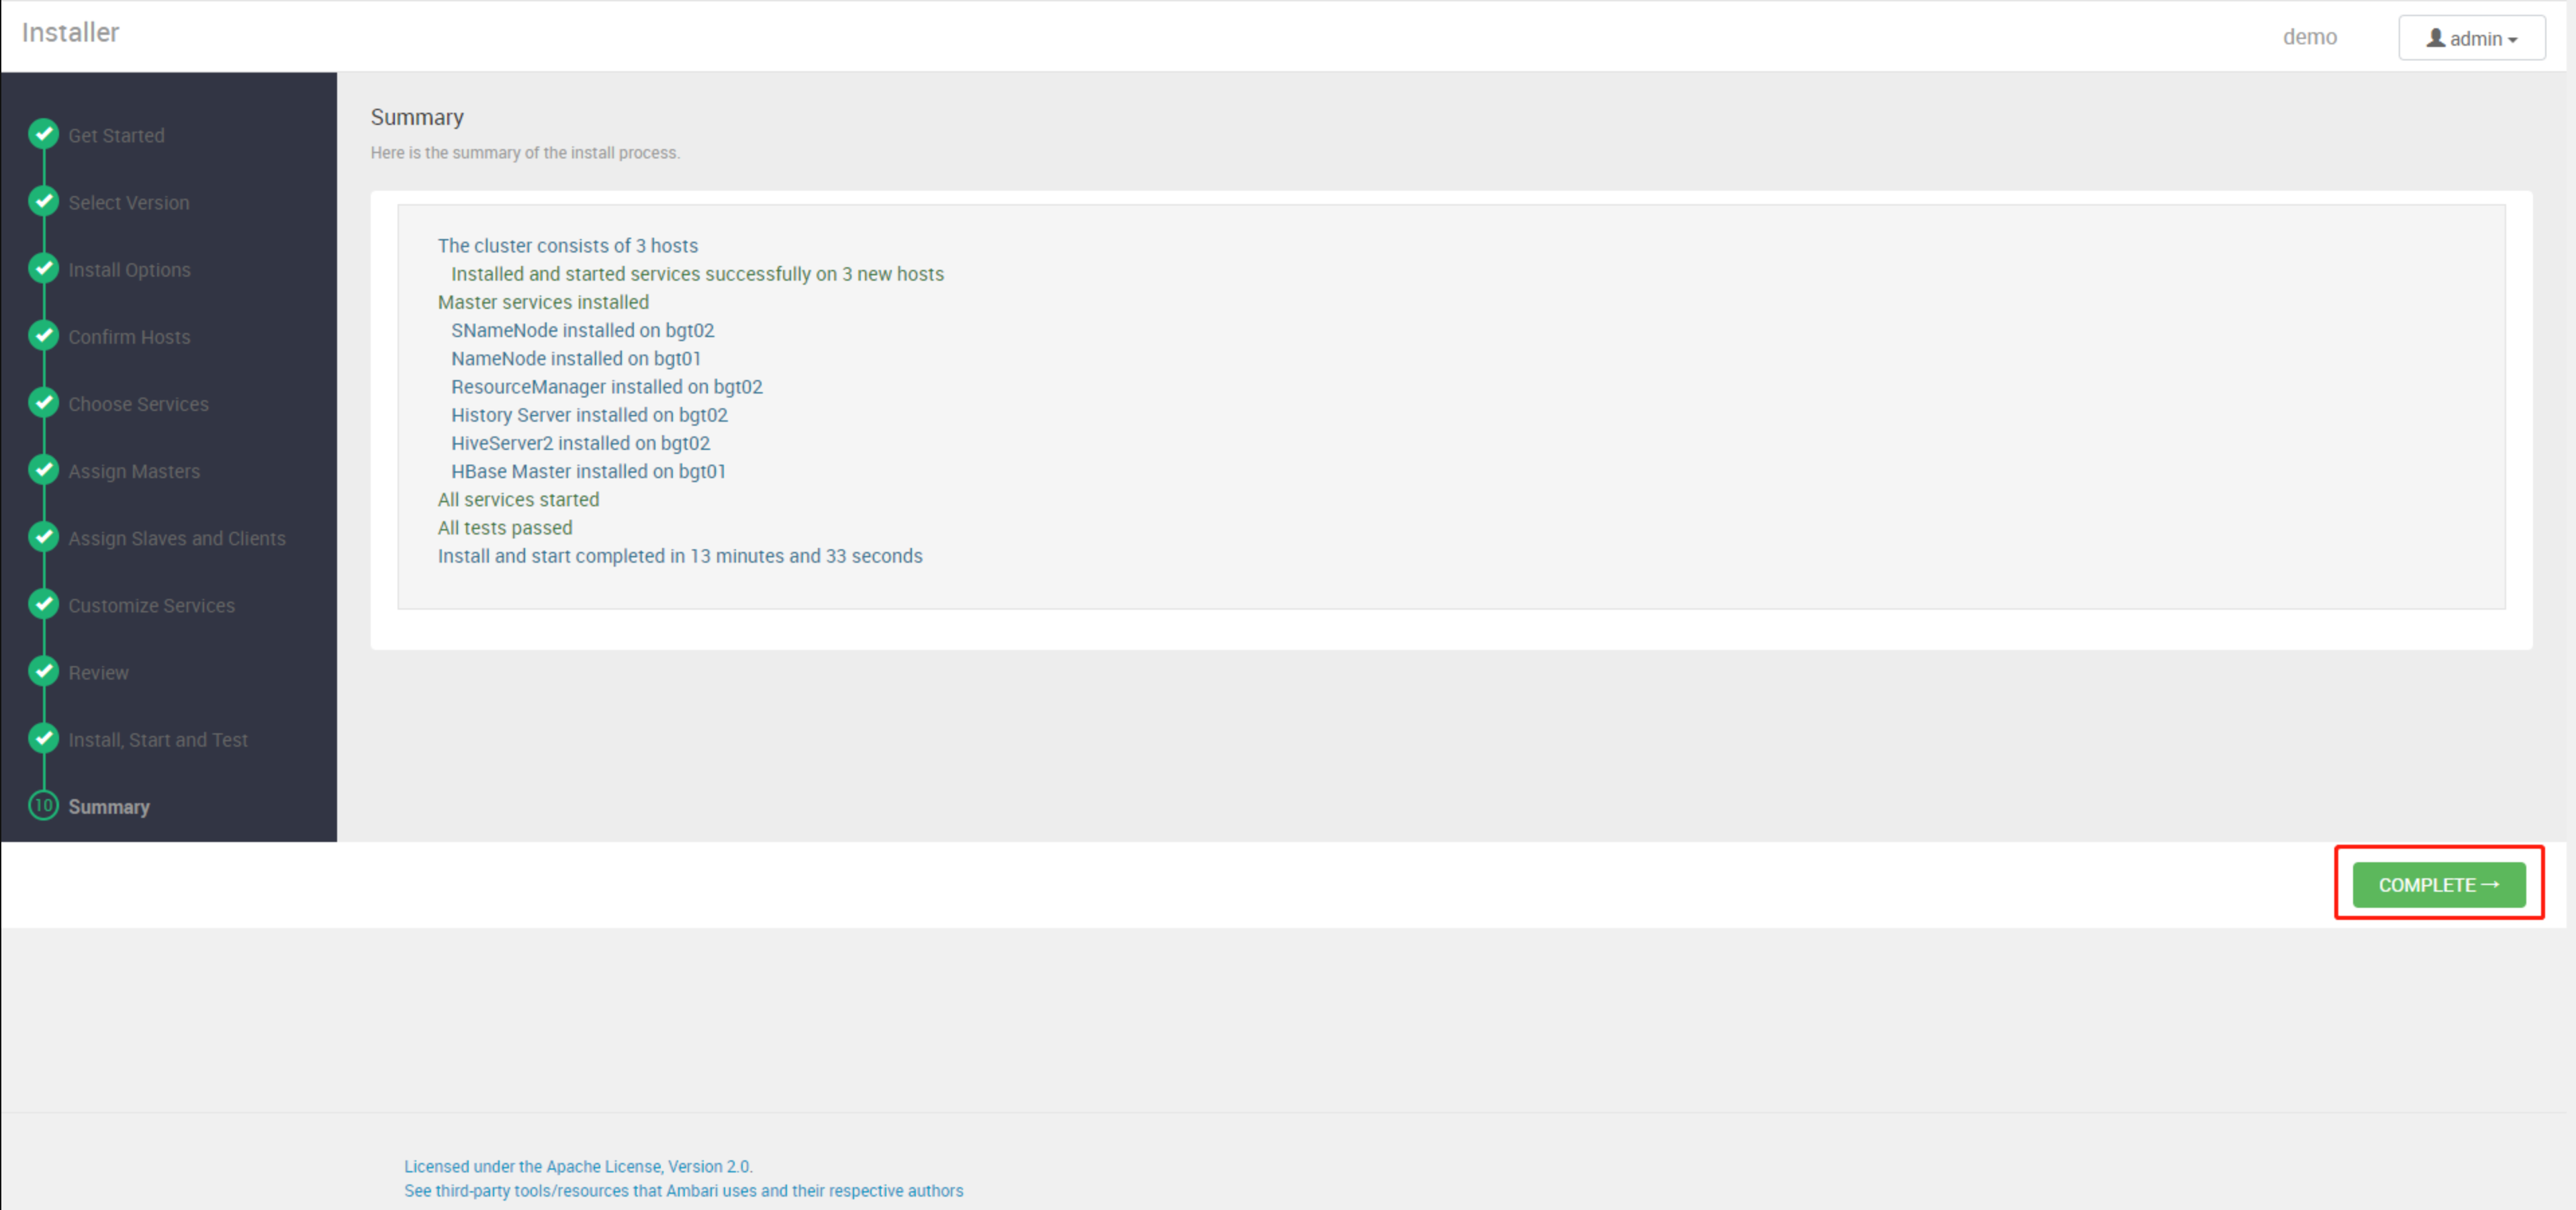 Installer
demo
admin
Get Started
Select Version
Install Options
Confirm Hosts
Choose Services
Assign Masters
Assign Slaves and Clients
Customize Services
Review
Install, Start and Test
10 Summary
Summary
Here is the summary of the install process.
The cluster consists of 3 hosts
Installed and started services successfully on 3 new hosts
Master services installed
SNameNode installed on bgt02
NameNode installed on bgt01
ResourceManager installed on bgt02
History Server installed on bgt02
HiveServer2 installed on bgt02
HBase Master installed on bgt01
All services started
All tests passed
Install and start completed in 13 minutes and 33 seconds
COMPLETE →
Licensed under the Apache License, Version 2.0.
See third-party tools/resources that Ambari uses and their respective authors